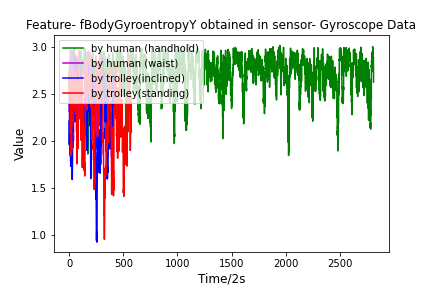 Feature- fBodyGyroentropyY obtained in sensor- Gyroscope Data
by human (handhold)
by human (waist)
by trolley(inclined)
by trolley(standing)
3.0
2.5
2.0
1.5
1.0
Value
0 500 1000 1500 2000 2500
Time/2s